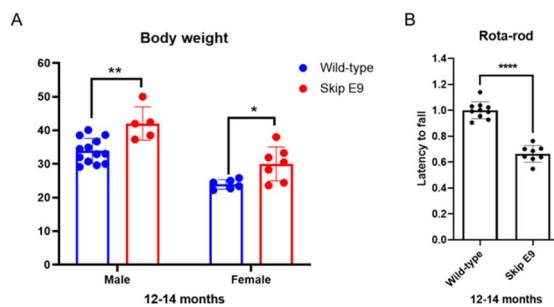 A
Body weight
**
*
Wild-type
Skip E9
60
50
40
30
20
10
0
Male
Female
12-14 months
B
Rota-rod
****
Latency to fall
1.4
1.2
1.0
0.8
0.6
0.4
0.2
0.0
Wild-type
Skip E9
12-14 months